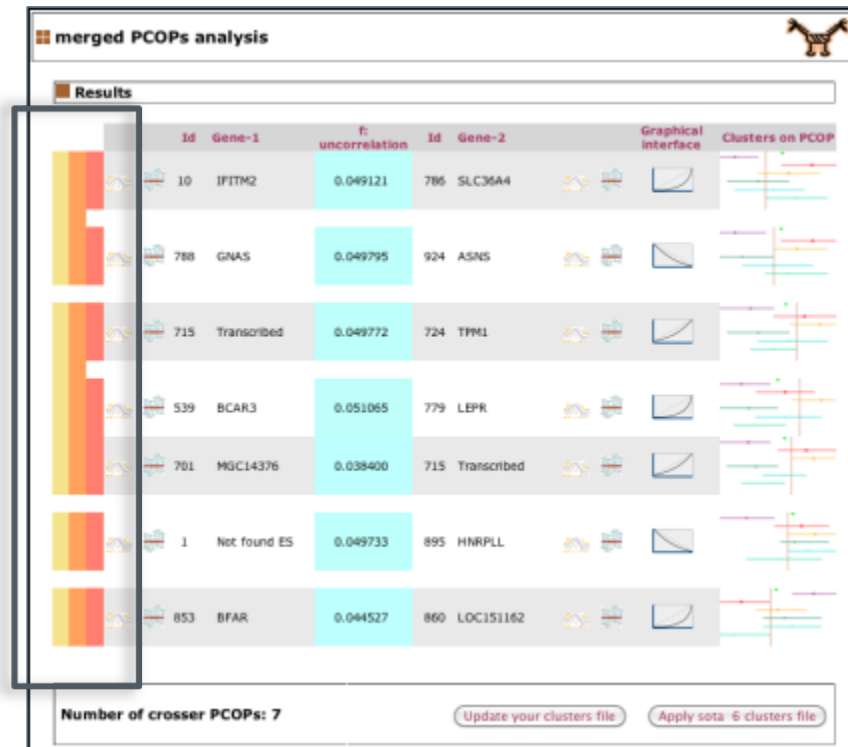 merged PCOPs analysis
Results
Id Gene-1 f: uncorrelation Id Gene-2 Graphical interface Clusters on PCOP
10 IFITM2 0.049121 786 SLC36A4
788 GNAS 0.049795 924 ASNS
715 Transcribed 0.049772 724 TPM1
539 BCAR3 0.051065 779 LEPR
701 MGC14376 0.038400 715 Transcribed
1 Not found ES 0.049733 895 HNRPLL
853 BFAR 0.044527 860 LOC151162
Number of crosser PCOPs: 7 Update your clusters file Apply sota 6 clusters file